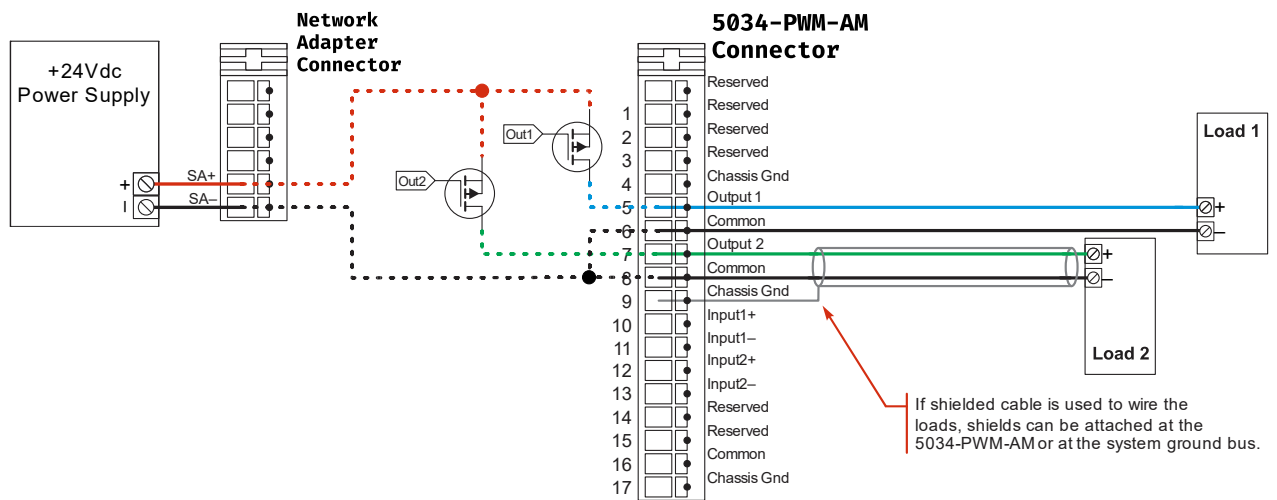 Network
Adapter
Connector
5034-PWM-AM
Connector
+24Vdc
Power Supply
+
SA+
–
SA–
Out1
Out2
Reserved
1
Reserved
2
Reserved
3
Reserved
4
Chassis Gnd
5
Output 1
6
Common
7
Output 2
8
Common
9
Chassis Gnd
10
Input1+
11
Input1–
12
Input2+
13
Input2–
14
Reserved
15
Reserved
16
Common
17
Chassis Gnd
Load 1
+
–
+
–
Load 2
If shielded cable is used to wire the
loads, shields can be attached at the
5034-PWM-AM or at the system ground bus.